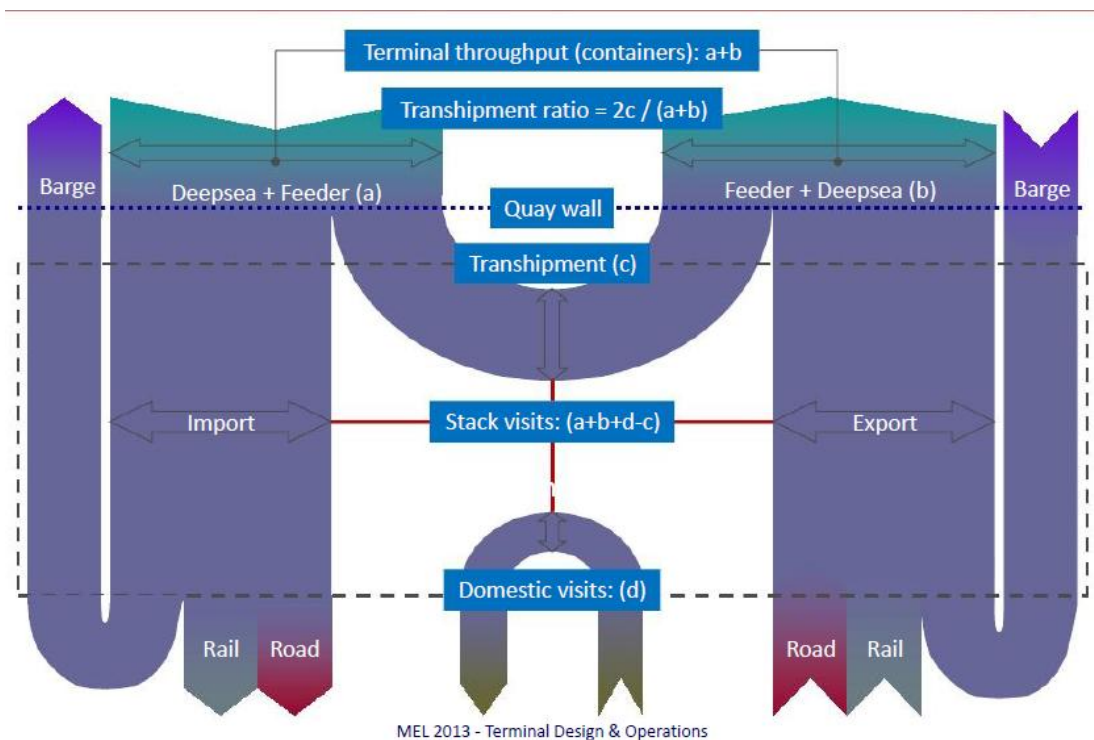 Terminal throughput (containers): a+b
Transhipment ratio = 2c / (a+b)
Barge
Deepsea + Feeder (a)
Feeder + Deepsea (b)
Barge
Quay wall
Transhipment (c)
Import
Stack visits: (a+b+d-c)
Export
Domestic visits: (d)
Rail
Road
Road
Rail
MEL 2013 - Terminal Design & Operations